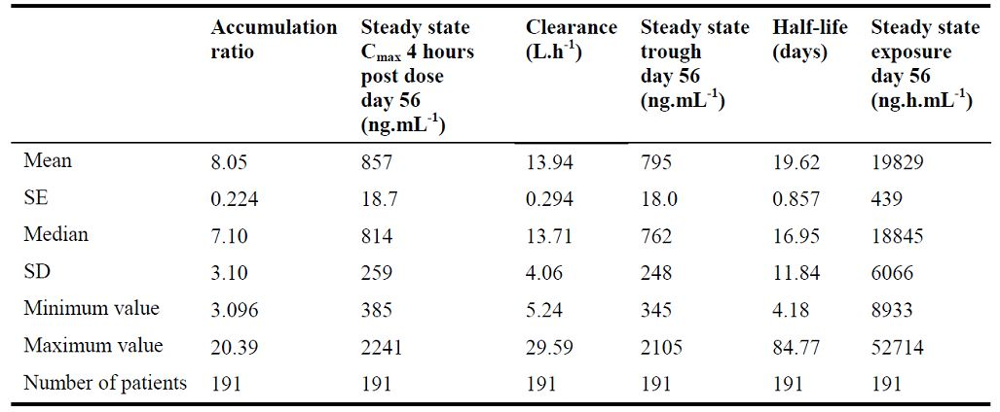 Accumulation ratio | Steady state Cmax 4 hours post dose day 56 (ng.mL-1) | Clearance (L.h-1) | Steady state trough day 56 (ng.mL-1) | Half-life (days) | Steady state exposure day 56 (ng.h.mL-1)
Mean 8.05 857 13.94 795 19.62 19829
SE 0.224 18.7 0.294 18.0 0.857 439
Median 7.10 814 13.71 762 16.95 18845
SD 3.10 259 4.06 248 11.84 6066
Minimum value 3.096 385 5.24 345 4.18 8933
Maximum value 20.39 2241 29.59 2105 84.77 52714
Number of patients 191 191 191 191 191 191